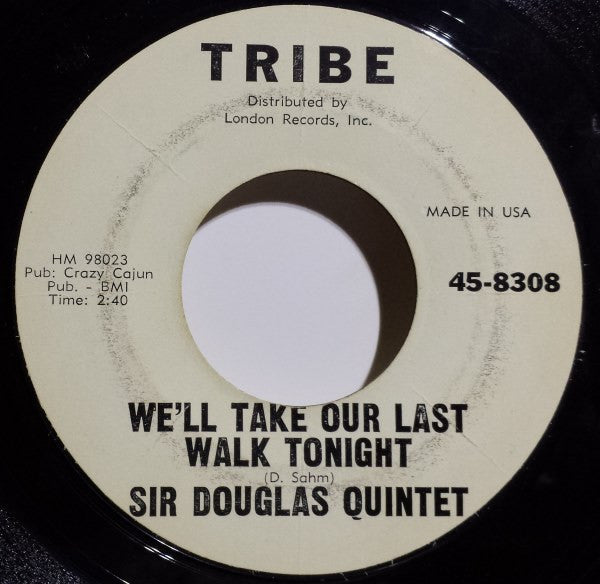 TRIBE
Distributed by
London Records, Inc.
MADE IN USA
HM 98023
Pub: Crazy Cajun
Pub. - BMI
Time: 2:40
45-8308
WE'LL TAKE OUR LAST
WALK TONIGHT
(D. Sahm)
SIR DOUGLAS QUINTET